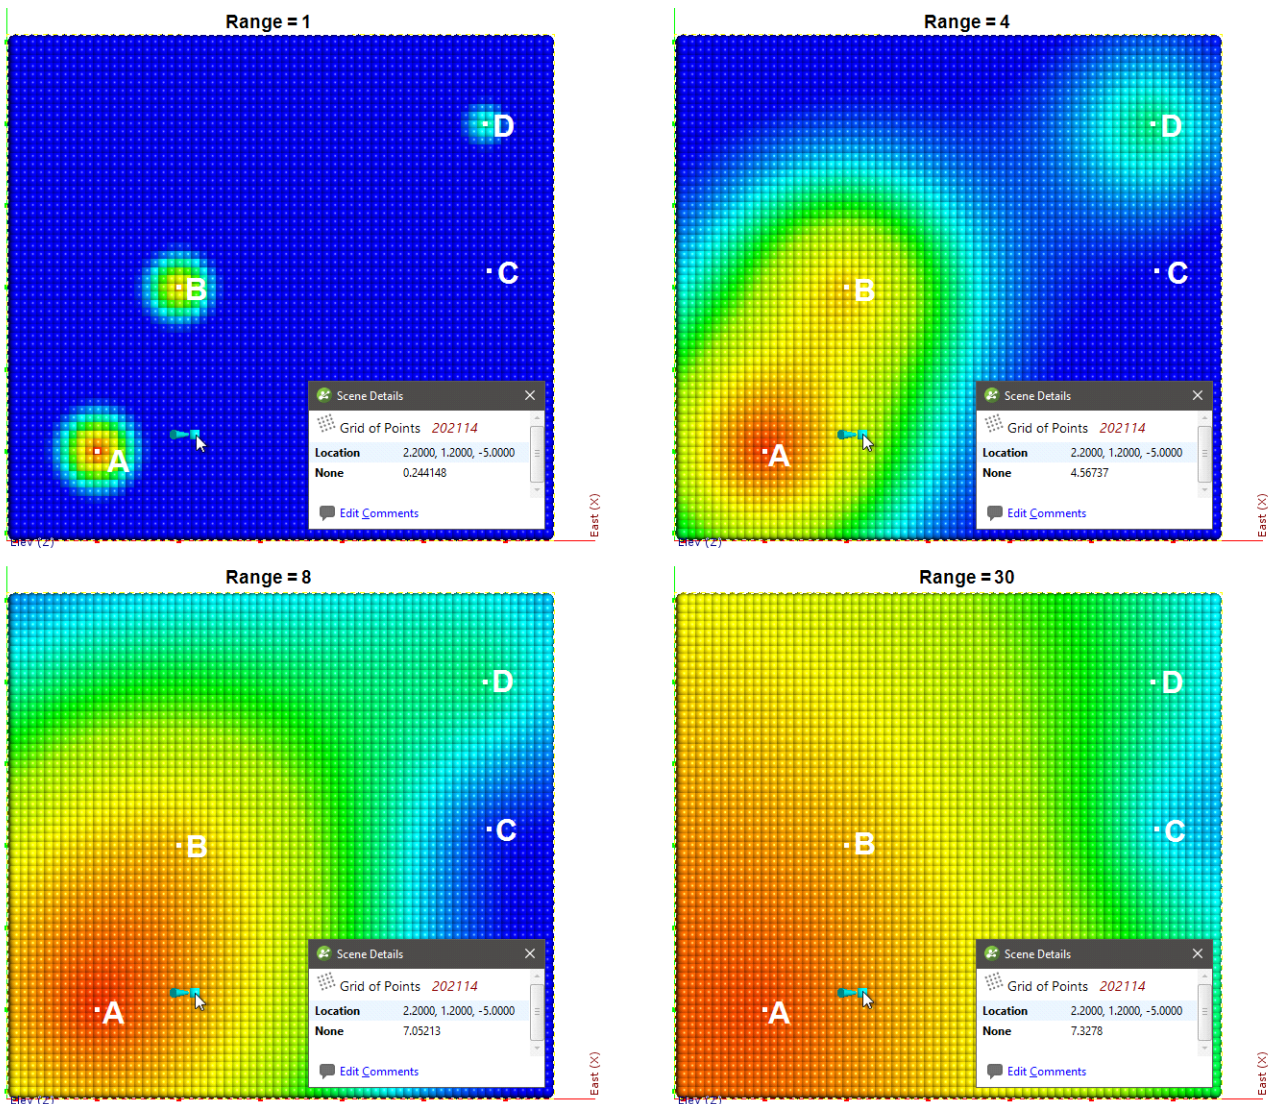 Range = 1
D
B
C
A
Scene Details
Grid of Points 202114
Location 2.2000, 1.2000, -5.0000
None 0.244148
Edit Comments
East (X)
Elev (Z)
Range = 4
D
B
C
A
Scene Details
Grid of Points 202114
Location 2.2000, 1.2000, -5.0000
None 4.56737
Edit Comments
East (X)
Elev (Z)
Range = 8
D
B
C
A
Scene Details
Grid of Points 202114
Location 2.2000, 1.2000, -5.0000
None 7.05213
Edit Comments
East (X)
Elev (Z)
Range = 30
D
B
C
A
Scene Details
Grid of Points 202114
Location 2.2000, 1.2000, -5.0000
None 7.3278
Edit Comments
East (X)
Elev (Z)